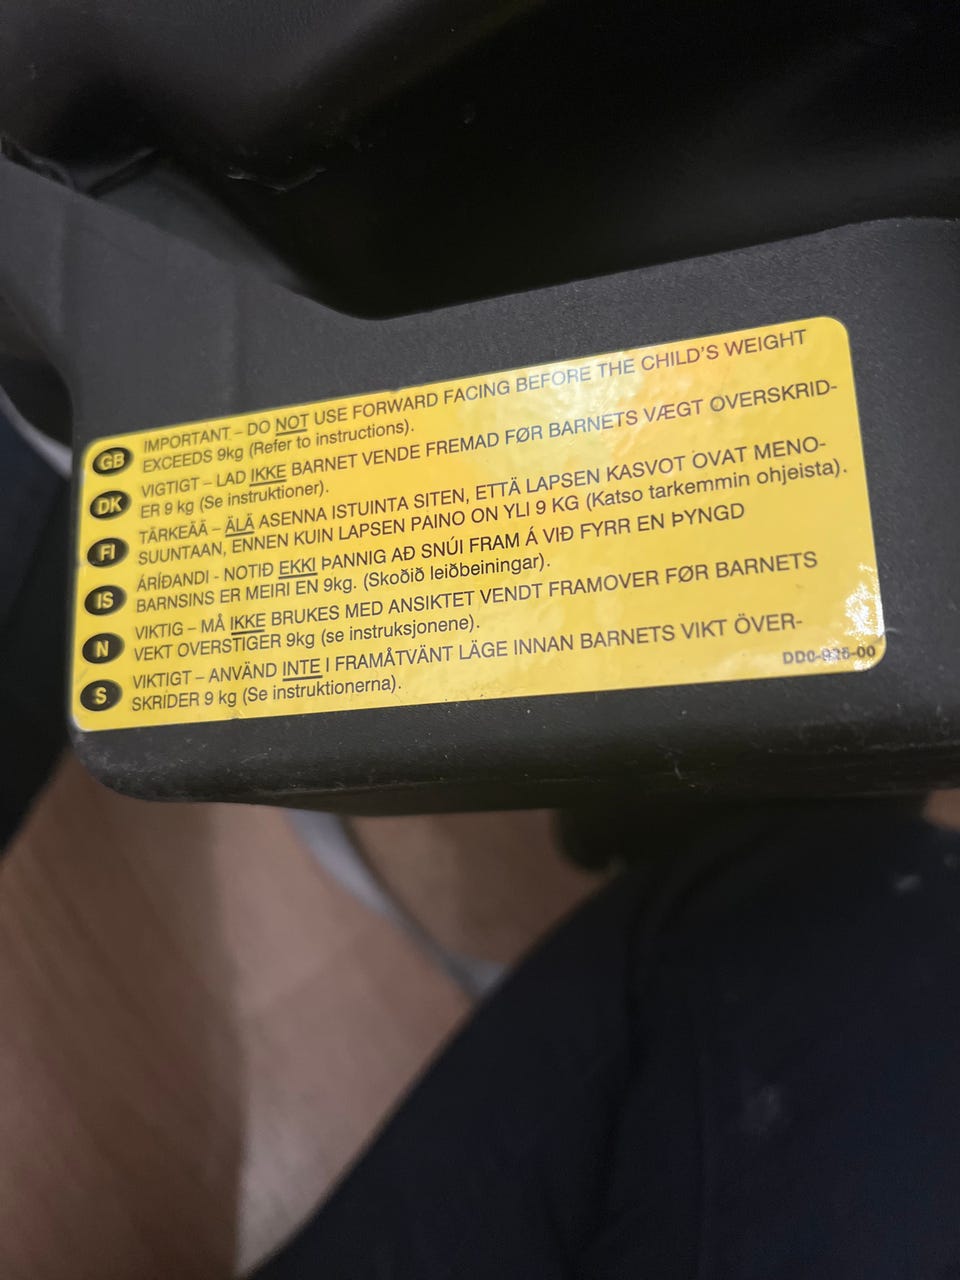 GB IMPORTANT – DO NOT USE FORWARD FACING BEFORE THE CHILD'S WEIGHT
EXCEEDS 9kg (Refer to instructions).
DK VIGTIGT – LAD IKKE BARNET VENDE FREMAD FØR BARNETS VÆGT OVERSKRID-
ER 9 kg (Se instruktioner).
FI TÄRKEÄÄ – ÄLÄ ASENNA ISTUINTA SITEN, ETTÄ LAPSEN KASVOT OVAT MENO-
SUUNTAAN, ENNEN KUIN LAPSEN PAINO ON YLI 9 KG (Katso tarkemmin ohjeista).
IS ÁRÍÐANDI - NOTIÐ EKKI ÞANNIG AÐ SNÚI FRAM Á VIÐ FYRR EN ÞYNGD
BARNSINS ER MEIRI EN 9kg. (Skoðið leiðbeiningar).
N VIKTIG – MÅ IKKE BRUKES MED ANSIKTET VENDT FRAMOVER FØR BARNETS
VEKT OVERSTIGER 9kg (se instruksjonene).
S VIKTIGT – ANVÄND INTE I FRAMÅTVÄNT LÄGE INNAN BARNETS VIKT ÖVER-
SKRIDER 9 kg (Se instruktionerna).